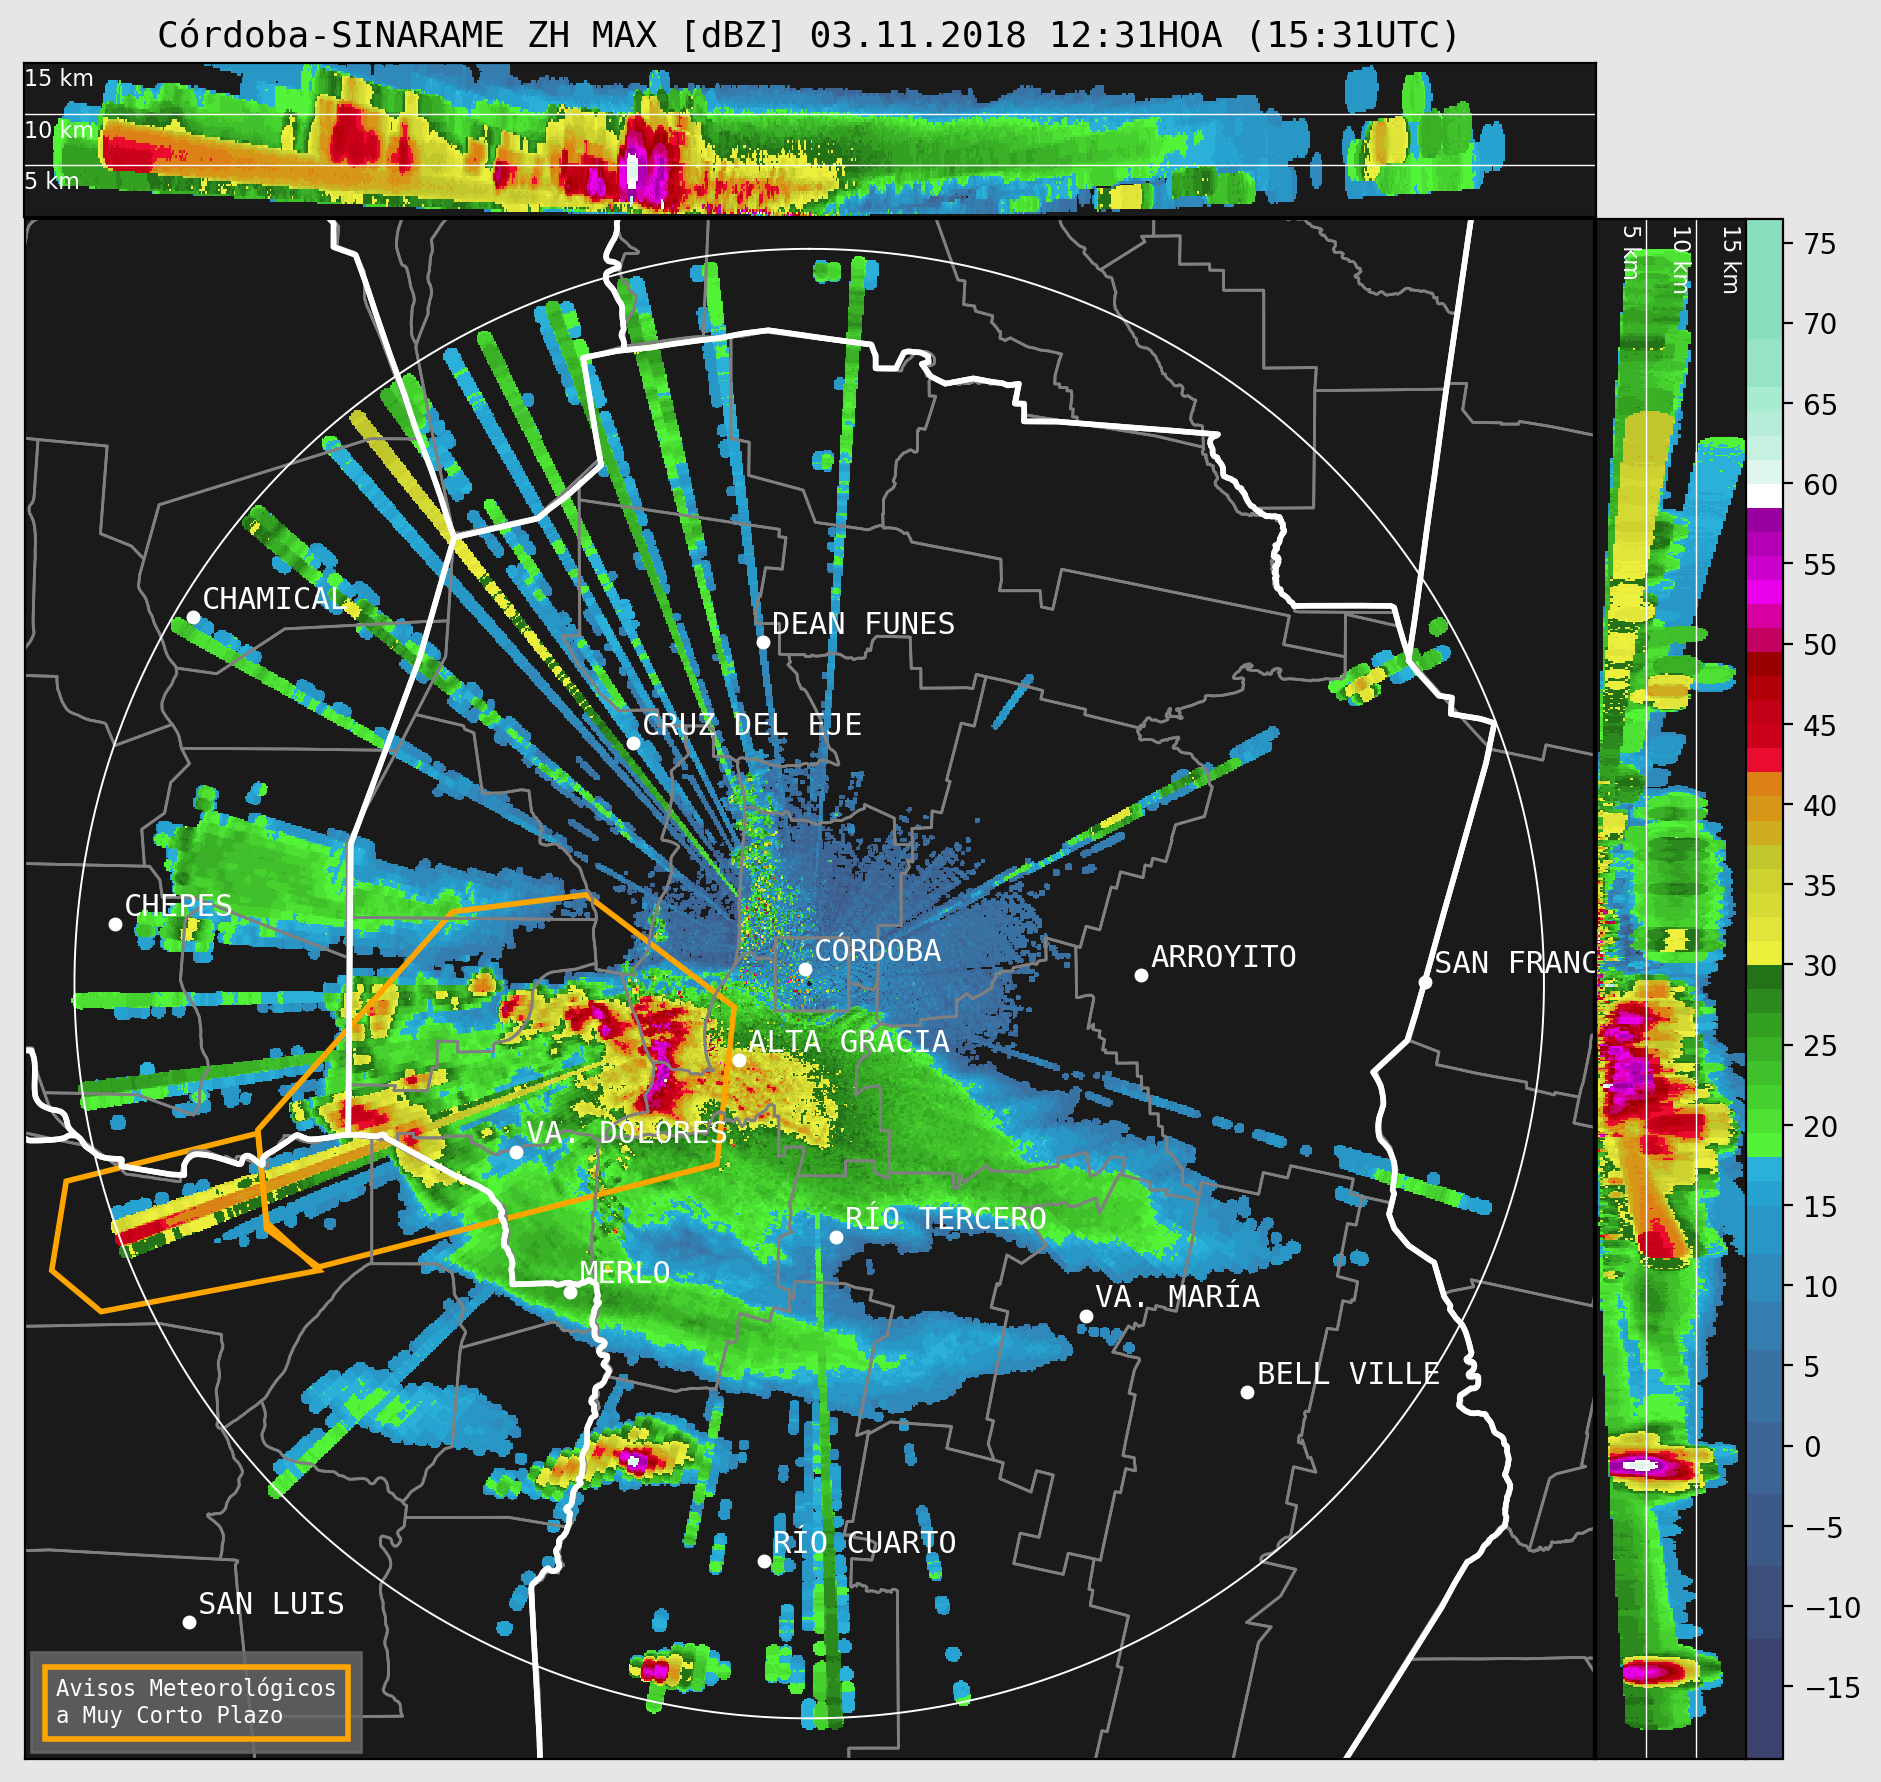 Córdoba-SINARAME ZH MAX [dBZ] 03.11.2018 12:31HOA (15:31UTC)
15 km
10 km
5 km
5 km
10 km
15 km
75
70
65
60
55
50
45
40
35
30
25
20
15
10
5
0
−5
−10
−15
CHAMICAL
DEAN FUNES
CRUZ DEL EJE
CHEPES
CÓRDOBA
ARROYITO
SAN FRANC
ALTA GRACIA
VA. DOLORES
RÍO TERCERO
MERLO
VA. MARÍA
BELL VILLE
RÍO CUARTO
SAN LUIS
Avisos Meteorológicos
a Muy Corto Plazo